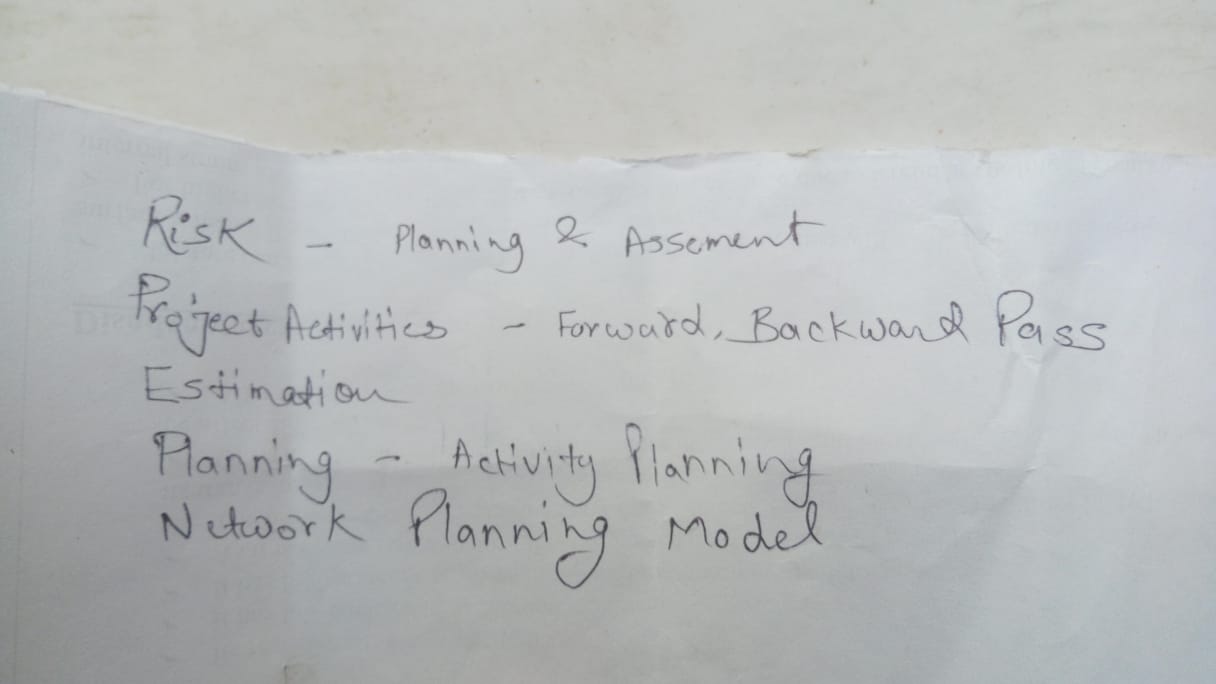 Risk - Planning & Assement
Project Activities - Forward, Backward Pass
Estimation
Planning - Activity Planning
Network Planning Model